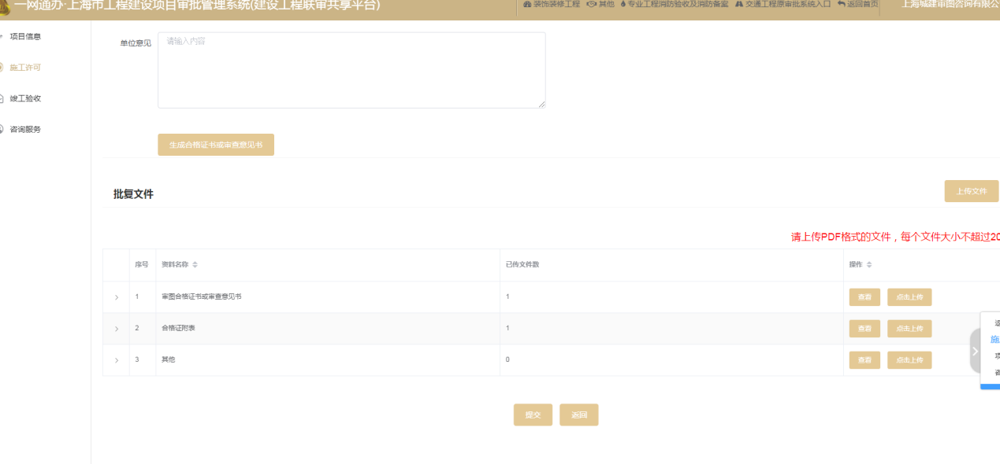 一网通办·上海市工程建设项目审批管理系统(建设工程联审共享平台)
装饰装修工程 其他 专业工程消防验收及消防备案 交通工程原审批系统入口 返回首页 上海城建审图咨询有限公
项目信息
施工许可
竣工验收
咨询服务
单位意见 请输入内容
生成合格证书或审查意见书
批复文件
上传文件
请上传PDF格式的文件，每个文件大小不超过20
序号 资料名称 已传文件数 操作
1 审图合格证书或审查意见书 1 查看 点击上传
2 合格证附表 1 查看 点击上传
3 其他 0 查看 点击上传
施
项
提交 返回